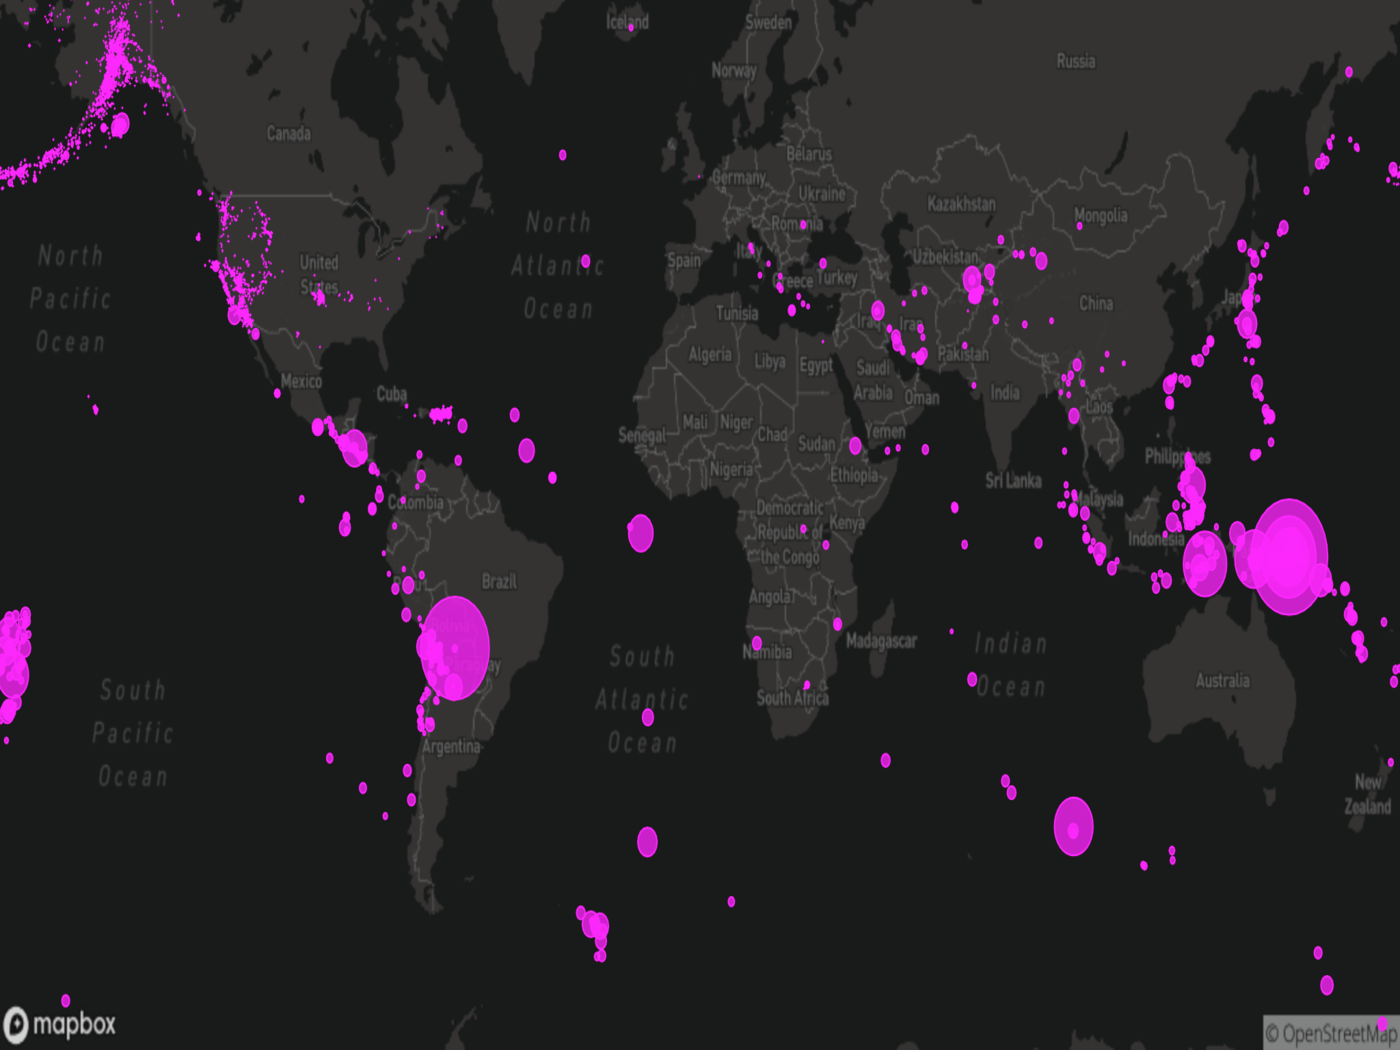 Iceland
Sweden
Norway
Russia
Canada
Belarus
Germany
Ukraine
Kazakhstan
Mongolia
North
Atlantic
Ocean
Romania
Italy
Spain
Greece
Turkey
Uzbekistan
North
Pacific
Ocean
United
States
China
Tunisia
Iraq
Iran
Algeria
Libya
Egypt
Pakistan
Saudi
Arabia
Oman
India
Mexico
Cuba
Laos
Mali
Niger
Chad
Sudan
Yemen
Senegal
Nigeria
Ethiopia
Philippines
Sri Lanka
Malaysia
Colombia
Democratic
Republic of
the Congo
Kenya
Indonesia
Brazil
Angola
Namibia
Madagascar
South
Atlantic
Ocean
Indian
Ocean
South
Pacific
Ocean
Australia
South Africa
Argentina
New
Zealand
mapbox
© OpenStreetMap